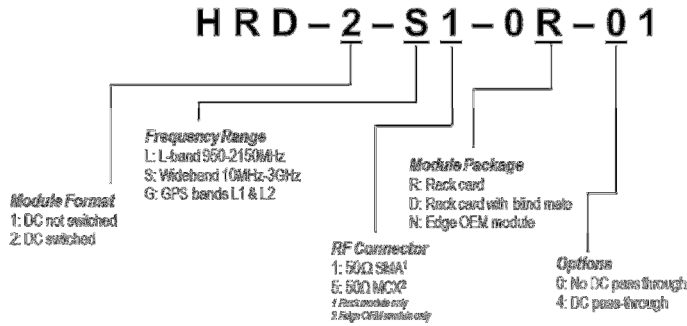 HRD-2-S1-0R-01
Frequency Range
L: L-band 950-2150MHz
S: Wideband 10MHz-3GHz
G: GPS bands L1 & L2
Module Format
1: DC not switched
2: DC switched
Module Package
R: Rack card
D: Rack card with blind mate
N: Edge OEM module
RF Connector
1: 50Ω SMA¹
5: 50Ω MCX²
1 Rack module only
2 Edge OEM module only
Options
0: No DC pass through
4: DC pass-through